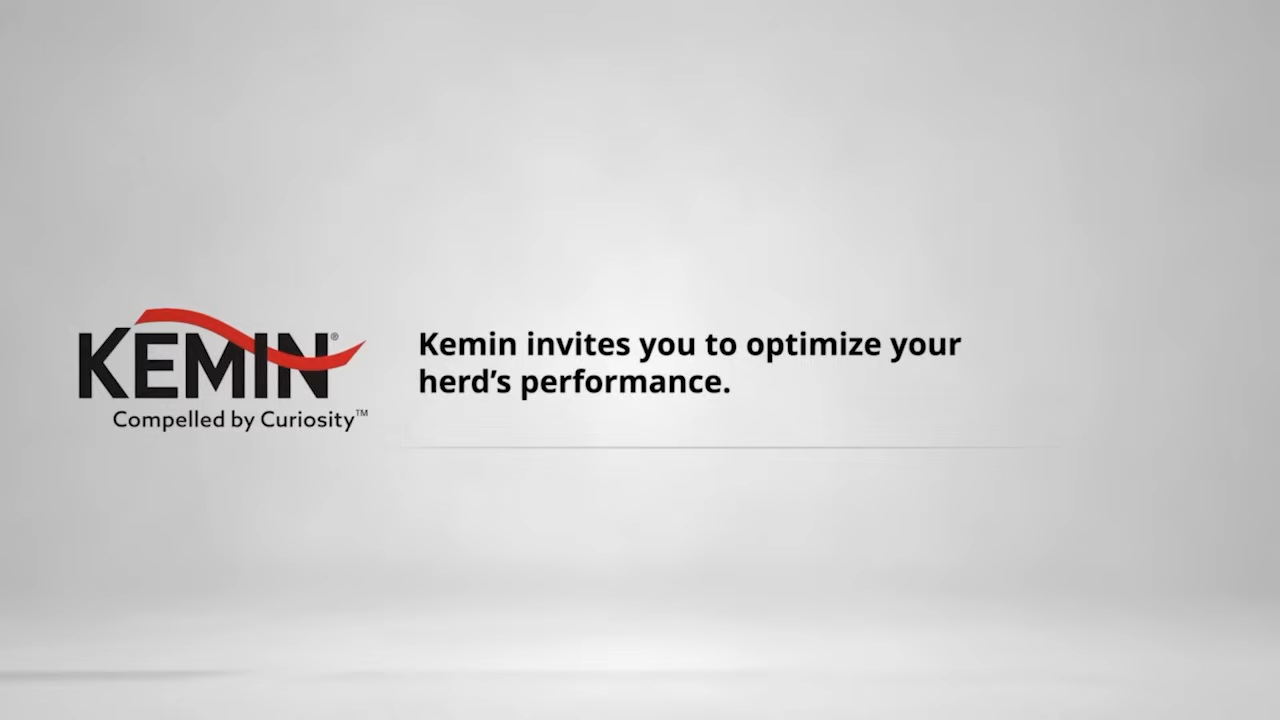 KEMIN®
Compelled by Curiosity™
Kemin invites you to optimize your
herd’s performance.